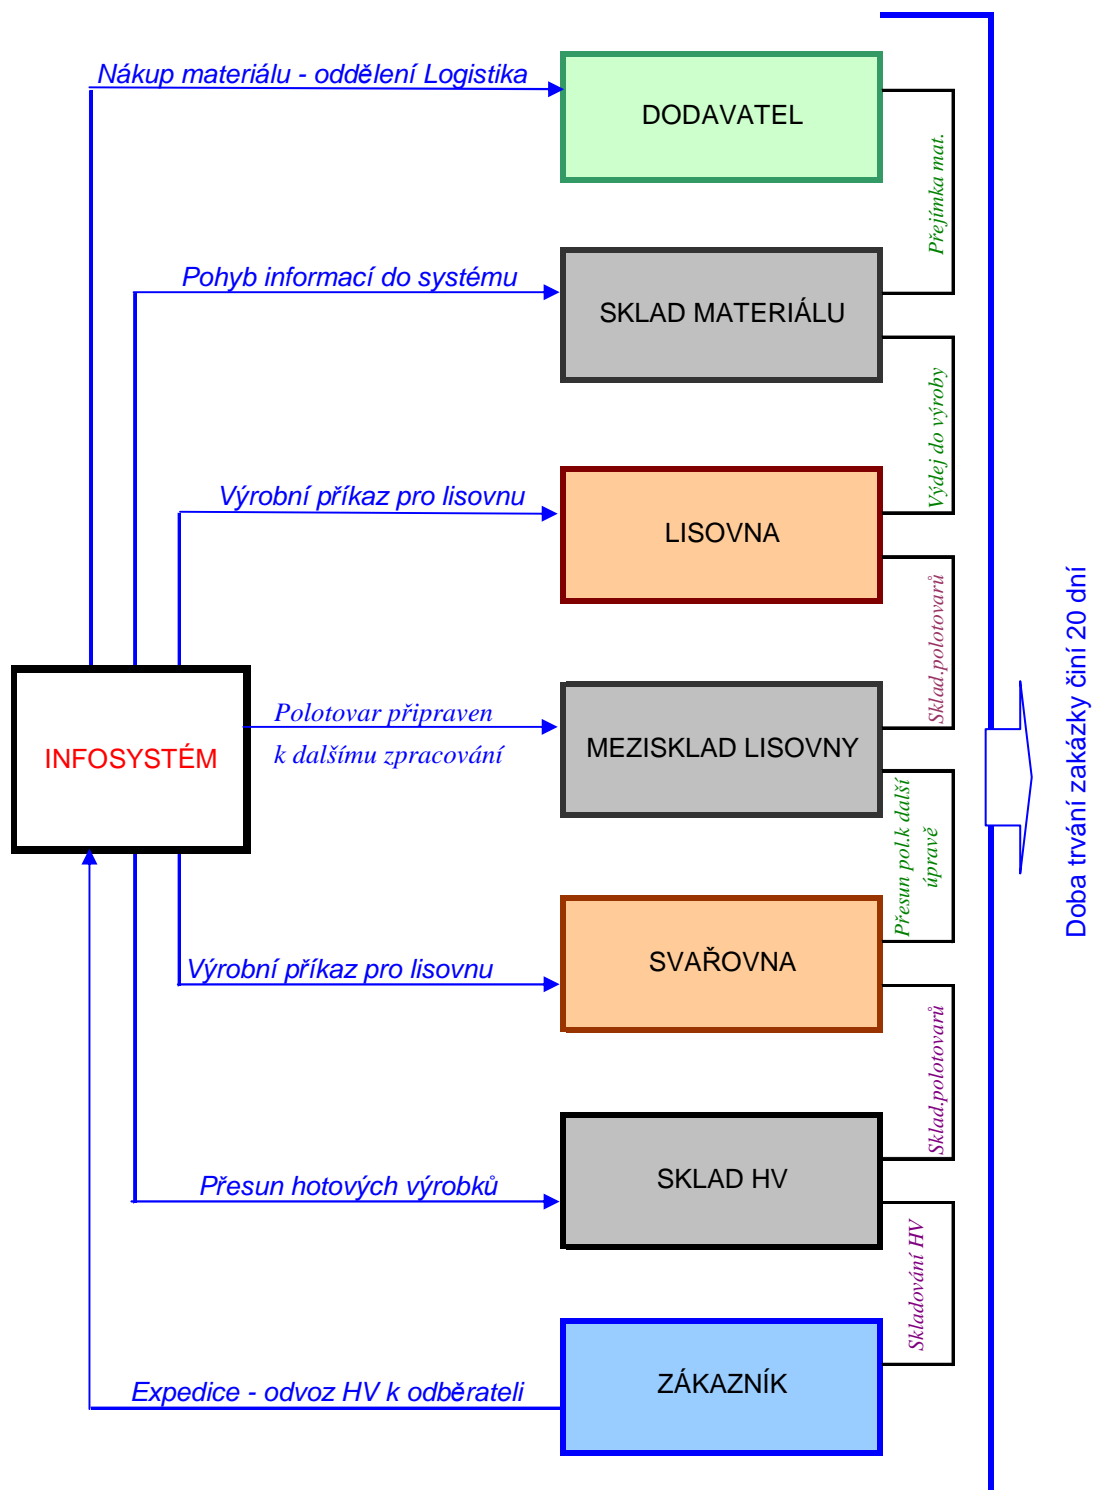 Nákup materiálu - oddělení Logistika
DODAVATEL
Přejímka mat.
Pohyb informací do systému
SKLAD MATERIÁLU
Výdej do výroby
Výrobní příkaz pro lisovnu
LISOVNA
Sklad.polotovarů
INFOSYSTÉM
Polotovar připraven
k dalšímu zpracování
MEZISKLAD LISOVNY
Přesun pol.k další
úpravě
Doba trvání zakázky činí 20 dní
Výrobní příkaz pro lisovnu
SVAŘOVNA
Sklad.polotovarů
Přesun hotových výrobků
SKLAD HV
Skladování HV
Expedice - odvoz HV k odběrateli
ZÁKAZNÍK